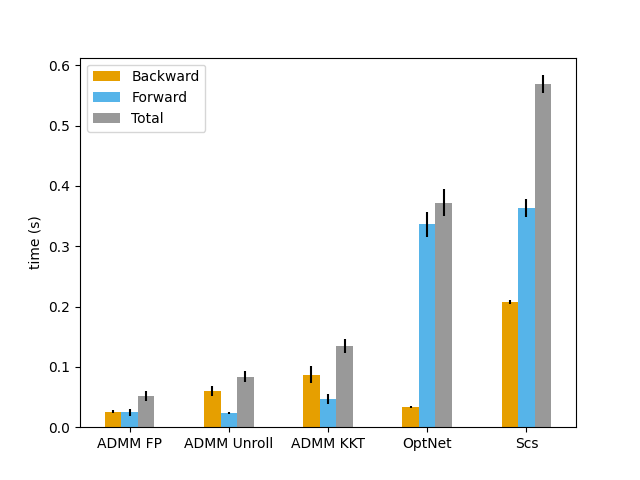 0.6
0.5
0.4
0.3
0.2
0.1
0.0
time (s)
Backward
Forward
Total
ADMM FP
ADMM Unroll
ADMM KKT
OptNet
Scs